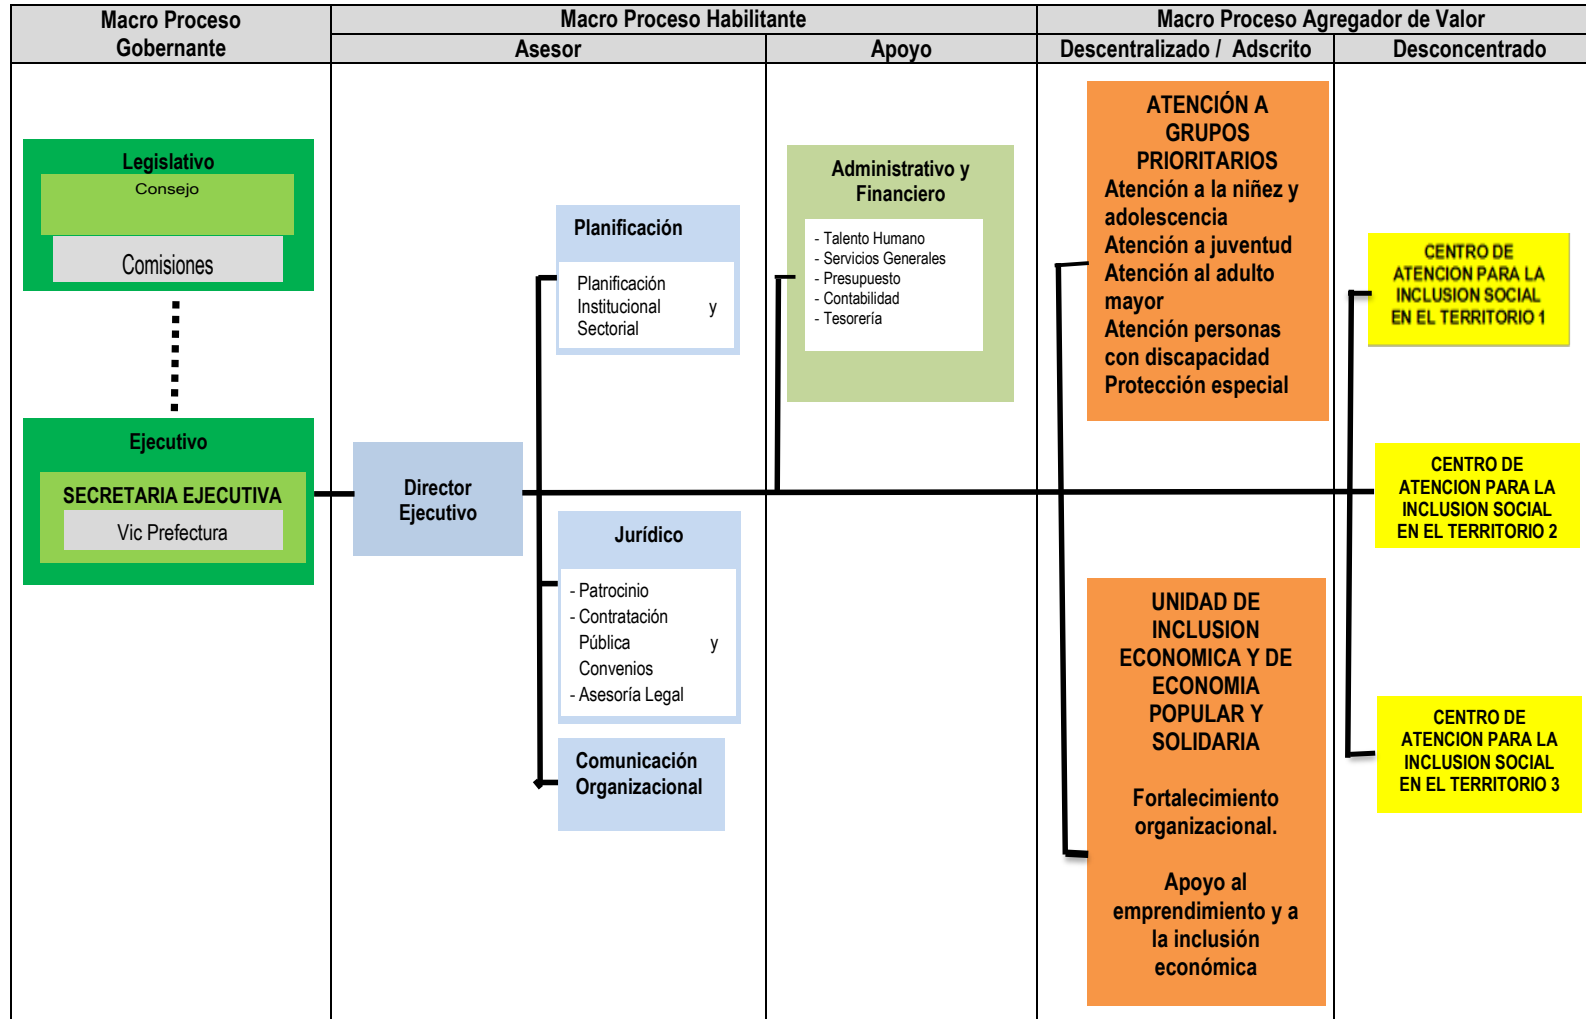 Macro Proceso
Gobernante
Macro Proceso Habilitante
Macro Proceso Agregador de Valor
Asesor
Apoyo
Descentralizado / Adscrito
Desconcentrado
Legislativo
Consejo
Comisiones
Ejecutivo
SECRETARIA EJECUTIVA
Vic Prefectura
Director
Ejecutivo
Planificación
Planificación
Institucional y
Sectorial
Jurídico
- Patrocinio
- Contratación
Pública y
Convenios
- Asesoría Legal
Comunicación
Organizacional
Administrativo y
Financiero
- Talento Humano
- Servicios Generales
- Presupuesto
- Contabilidad
- Tesorería
ATENCIÓN A
GRUPOS
PRIORITARIOS
Atención a la niñez y
adolescencia
Atención a juventud
Atención al adulto
mayor
Atención personas
con discapacidad
Protección especial
UNIDAD DE
INCLUSION
ECONOMICA Y DE
ECONOMIA
POPULAR Y
SOLIDARIA
Fortalecimiento
organizacional.
Apoyo al
emprendimiento y a
la inclusión
económica
CENTRO DE
ATENCION PARA LA
INCLUSION SOCIAL
EN EL TERRITORIO 1
CENTRO DE
ATENCION PARA LA
INCLUSION SOCIAL
EN EL TERRITORIO 2
CENTRO DE
ATENCION PARA LA
INCLUSION SOCIAL
EN EL TERRITORIO 3